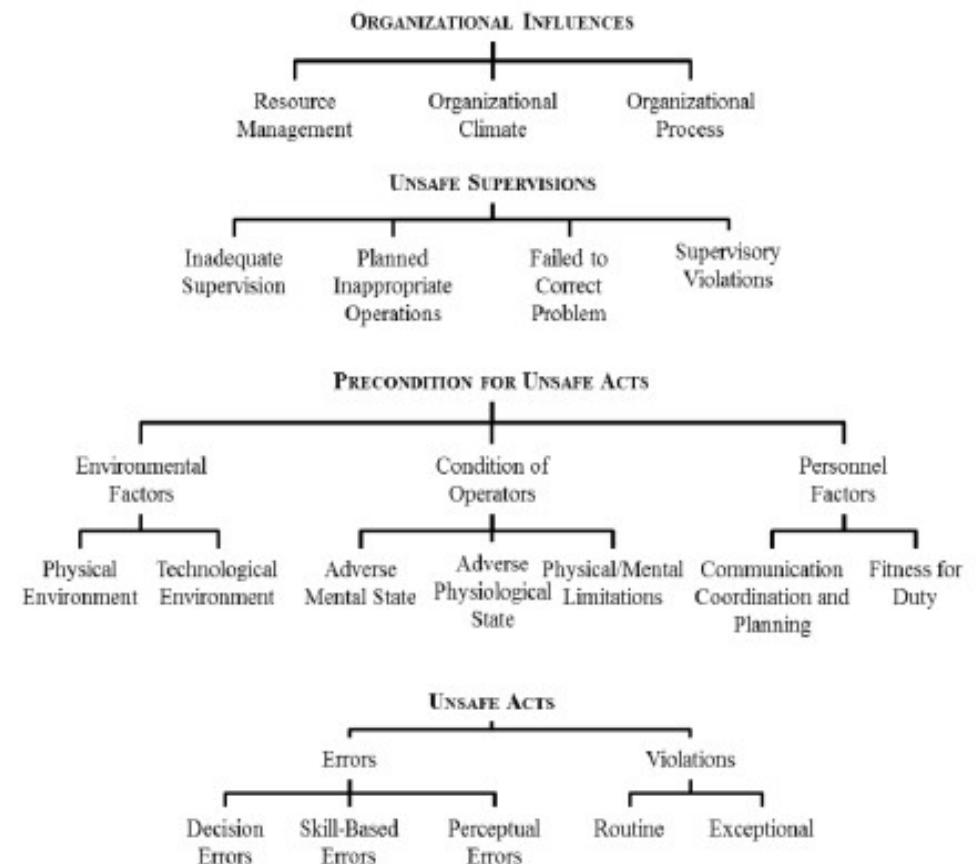 ORGANIZATIONAL INFLUENCES
Resource
Management
Organizational
Climate
Organizational
Process
UNSAFE SUPERVISIONS
Inadequate
Supervision
Planned
Inappropriate
Operations
Failed to
Correct
Problem
Supervisory
Violations
PRECONDITION FOR UNSAFE ACTS
Environmental
Factors
Condition of
Operators
Personnel
Factors
Physical
Environment
Technological
Environment
Adverse
Mental State
Adverse
Physiological
State
Physical/Mental
Limitations
Communication
Coordination and
Planning
Fitness for
Duty
UNSAFE ACTS
Errors
Violations
Decision
Errors
Skill-Based
Errors
Perceptual
Errors
Routine
Exceptional